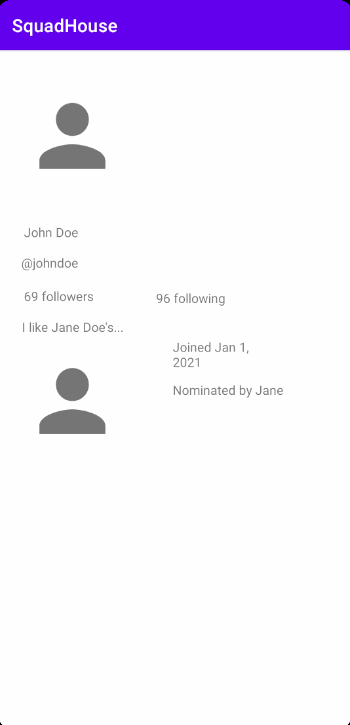 SquadHouse
John Doe
@johndoe
69 followers
96 following
I like Jane Doe's...
Joined Jan 1,
2021
Nominated by Jane